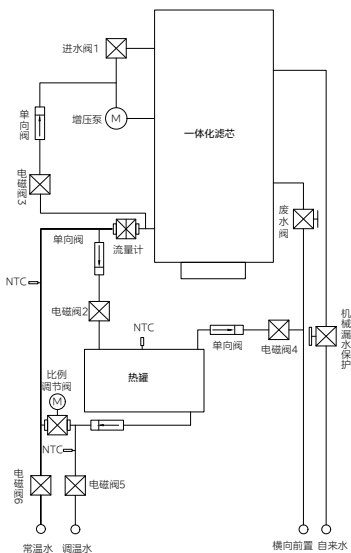 进水阀1
单向阀
增压泵
M
一体化滤芯
电磁阀3
废水阀
单向阀
流量计
NTC
电磁阀2
NTC
单向阀
电磁阀4
机械漏水保护
热罐
比例
调节阀
M
NTC
电磁阀6
电磁阀5
常温水
调温水
横向前置
自来水